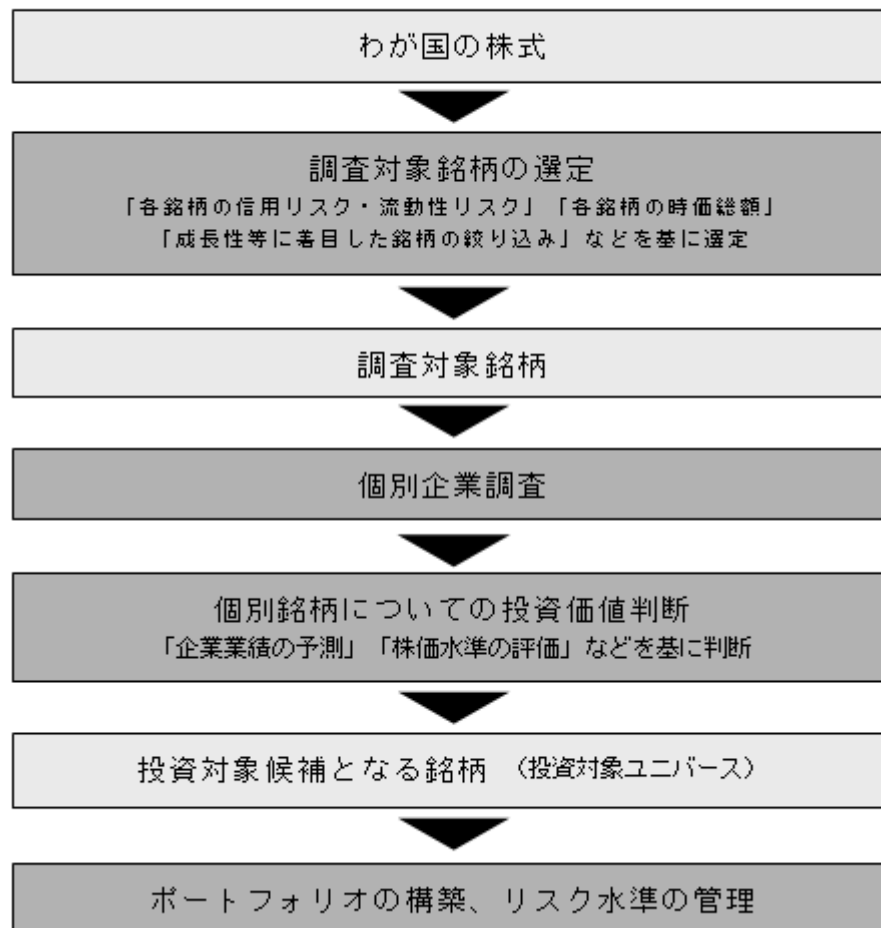 わが国の株式
調査対象銘柄の選定
「各銘柄の信用リスク・流動性リスク」「各銘柄の時価総額」
「成長性等に着目した銘柄の絞り込み」などを基に選定
調査対象銘柄
個別企業調査
個別銘柄についての投資価値判断
「企業業績の予測」「株価水準の評価」などを基に判断
投資対象候補となる銘柄 (投資対象ユニバース)
ポートフォリオの構築、リスク水準の管理